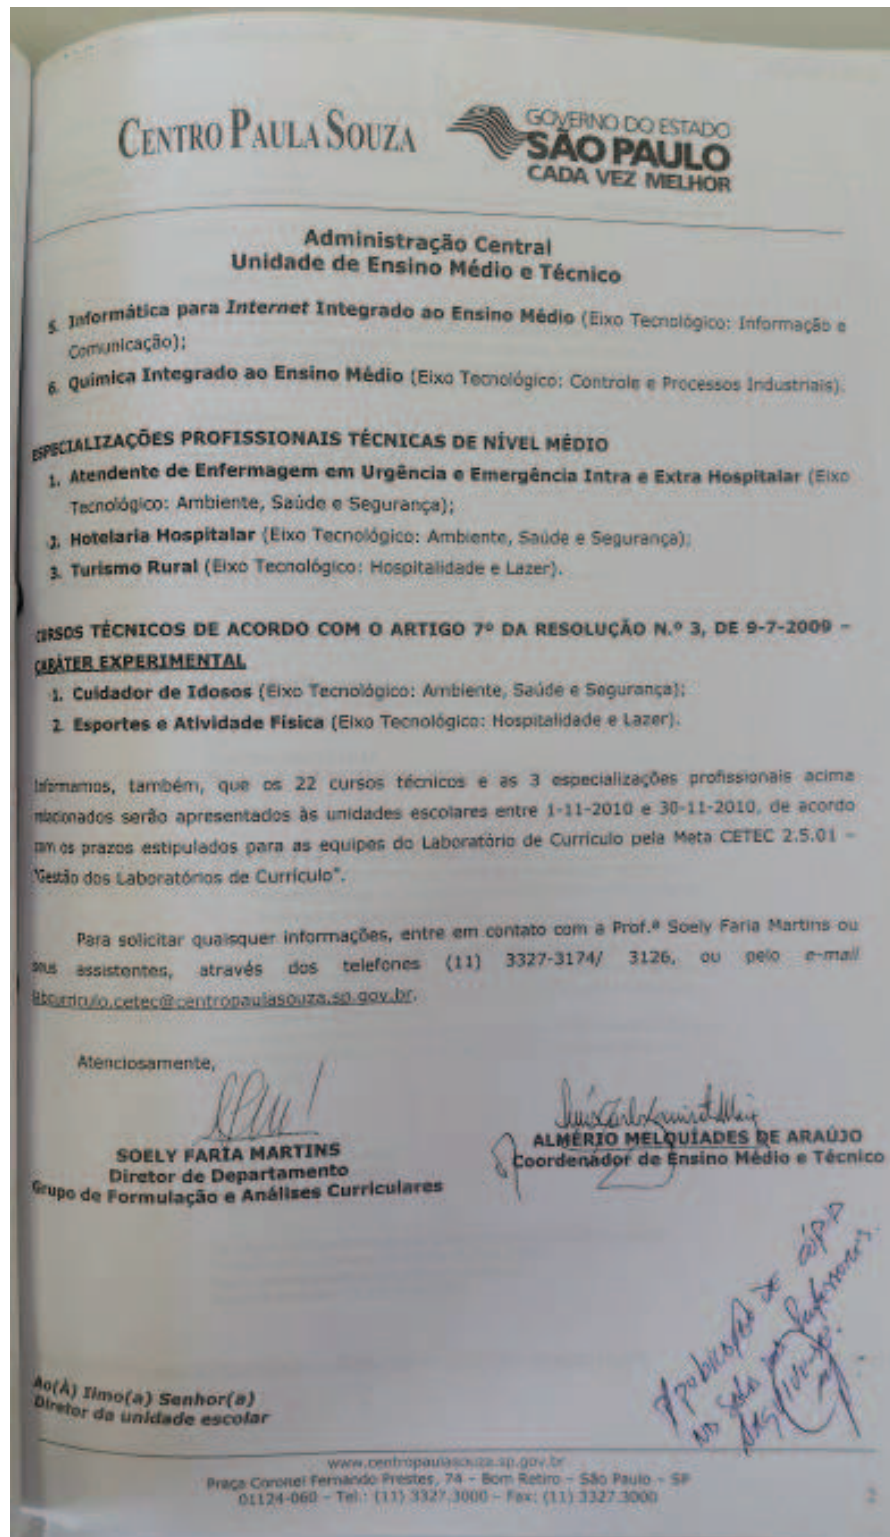 CENTRO PAULA SOUZA
GOVERNO DO ESTADO
SÃO PAULO
CADA VEZ MELHOR
Administração Central
Unidade de Ensino Médio e Técnico
5. Informática para Internet Integrado ao Ensino Médio (Eixo Tecnológico: Informação e
Comunicação);
6. Química Integrado ao Ensino Médio (Eixo Tecnológico: Controle e Processos Industriais).
ESPECIALIZAÇÕES PROFISSIONAIS TÉCNICAS DE NÍVEL MÉDIO
1. Atendente de Enfermagem em Urgência e Emergência Intra e Extra Hospitalar (Eixo
Tecnológico: Ambiente, Saúde e Segurança);
2. Hotelaria Hospitalar (Eixo Tecnológico: Ambiente, Saúde e Segurança);
3. Turismo Rural (Eixo Tecnológico: Hospitalidade e Lazer).
CURSOS TÉCNICOS DE ACORDO COM O ARTIGO 7º DA RESOLUÇÃO N.º 3, DE 9-7-2009 –
CARÁTER EXPERIMENTAL
1. Cuidador de Idosos (Eixo Tecnológico: Ambiente, Saúde e Segurança);
2. Esportes e Atividade Física (Eixo Tecnológico: Hospitalidade e Lazer).
Informamos, também, que os 22 cursos técnicos e as 3 especializações profissionais acima
relacionados serão apresentados às unidades escolares entre 1-11-2010 e 30-11-2010, de acordo
com os prazos estipulados para as equipes do Laboratório de Currículo pela Meta CETEC 2.5.01 –
"Gestão dos Laboratórios de Currículo".
Para solicitar quaisquer informações, entre em contato com a Prof.ª Soely Faria Martins ou
seus assistentes, através dos telefones (11) 3327-3174/ 3126, ou pelo e-mail
labcurriculo.cetec@centropaulasouza.sp.gov.br.
Atenciosamente,
SOELY FARIA MARTINS
Diretor de Departamento
Grupo de Formulação e Análises Curriculares
ALMÉRIO MELQUÍADES DE ARAÚJO
Coordenador de Ensino Médio e Técnico
Ao(À) Ilmo(a) Senhor(a)
Diretor da unidade escolar
www.centropaulasouza.sp.gov.br
Praça Coronel Fernando Prestes, 74 – Bom Retiro – São Paulo – SP
01124-060 – Tel.: (11) 3327.3000 – Fax: (11) 3327.3000
2